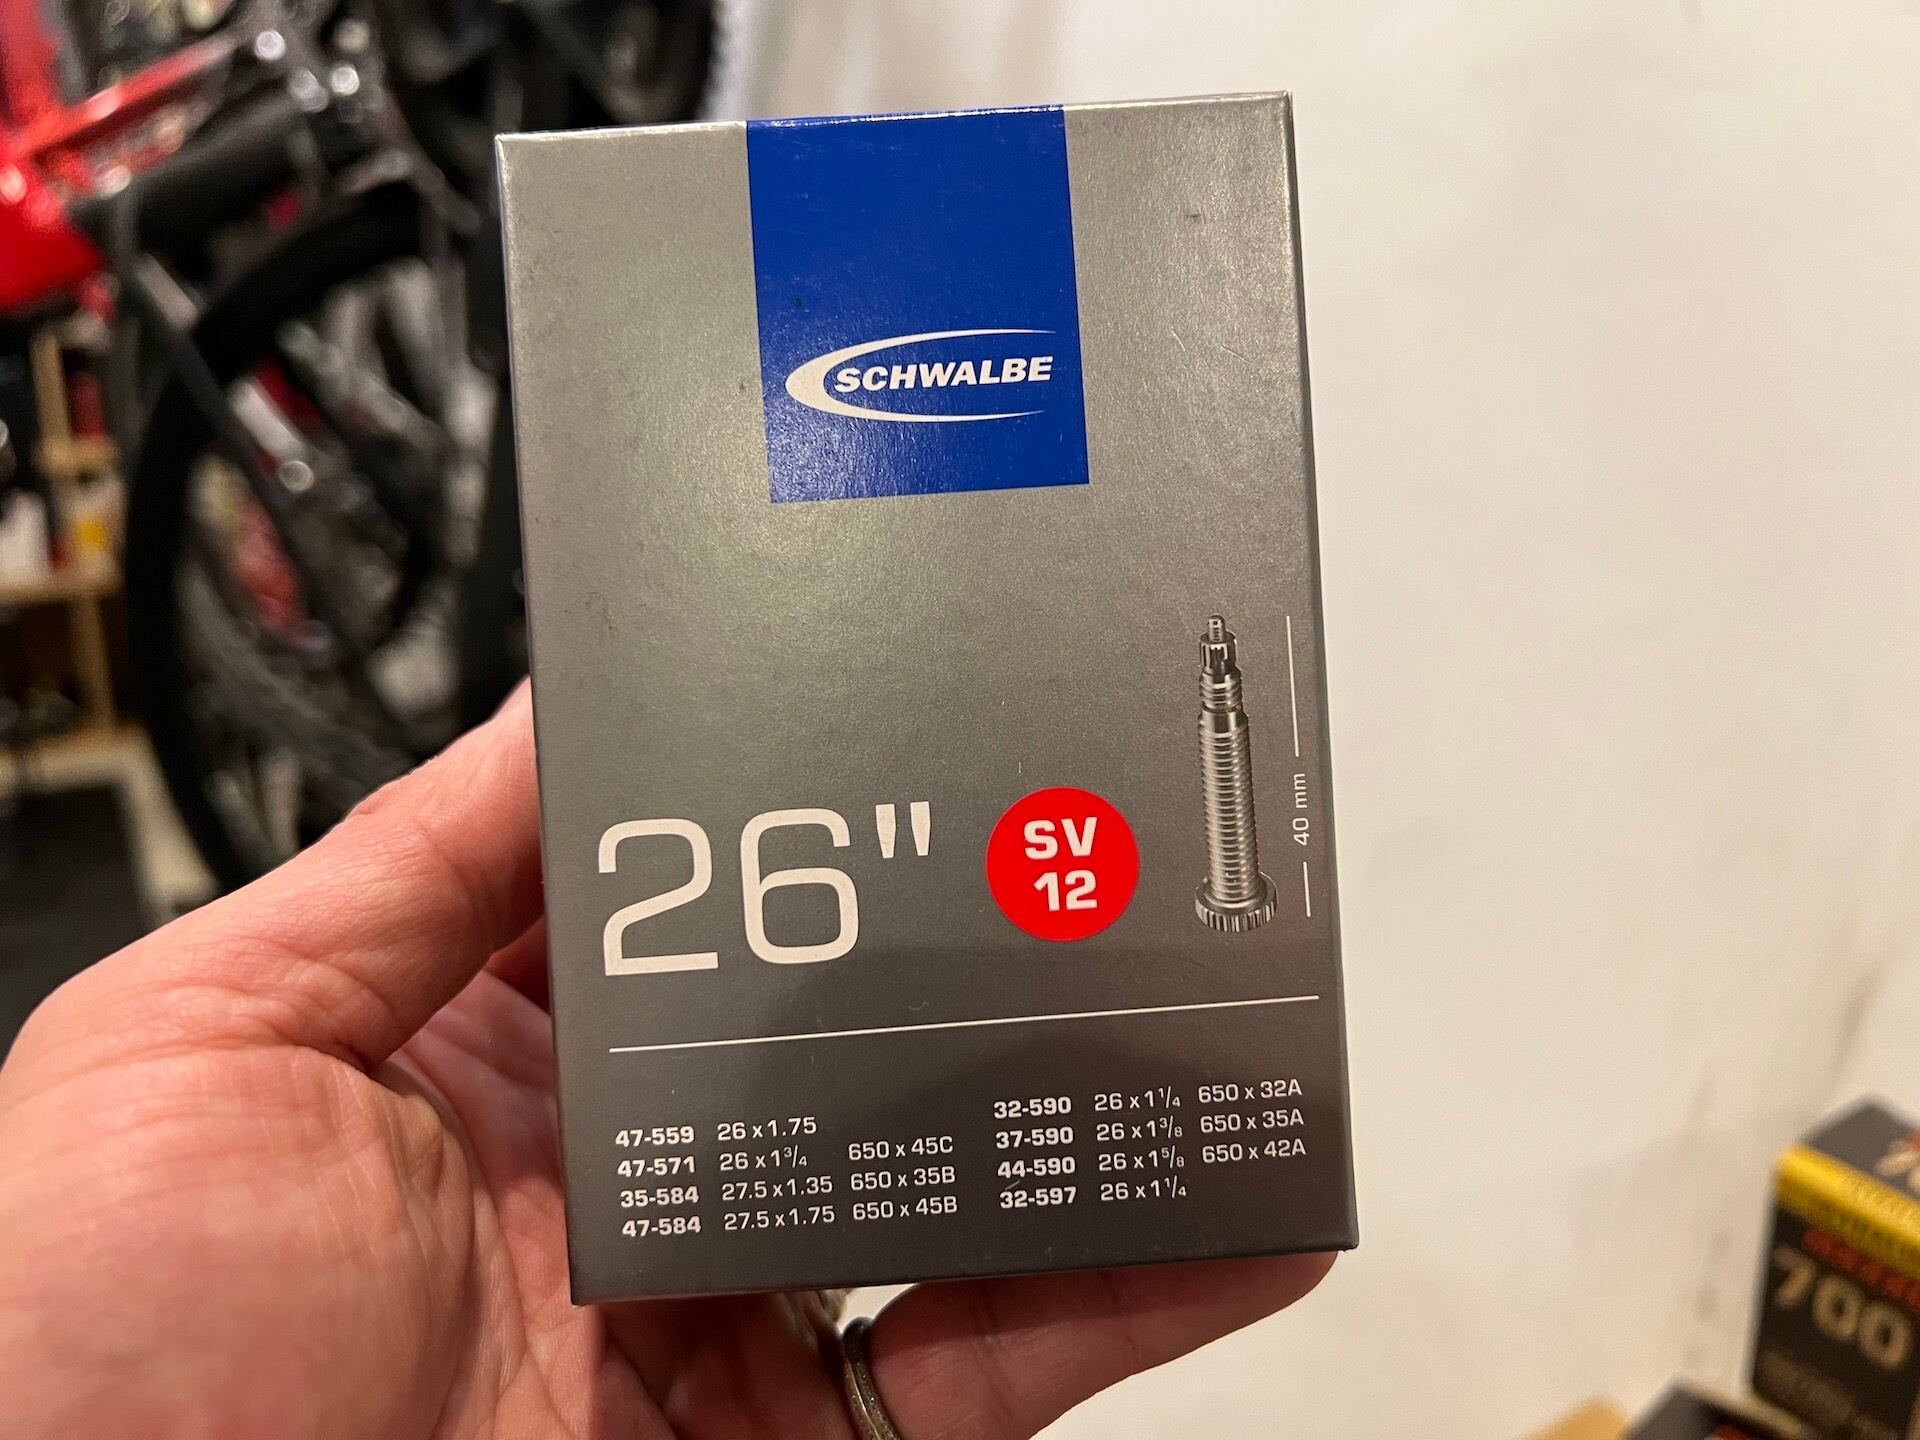 SCHWALBE
26"
SV
12
40 mm
47-559 26 x 1.75
47-571 26 x 1³/₄ 650 x 45C
35-584 27.5 x 1.35 650 x 35B
47-584 27.5 x 1.75 650 x 45B
32-590 26 x 1¹/₄ 650 x 32A
37-590 26 x 1³/₈ 650 x 35A
44-590 26 x 1⁵/₈ 650 x 42A
32-597 26 x 1¹/₄
700